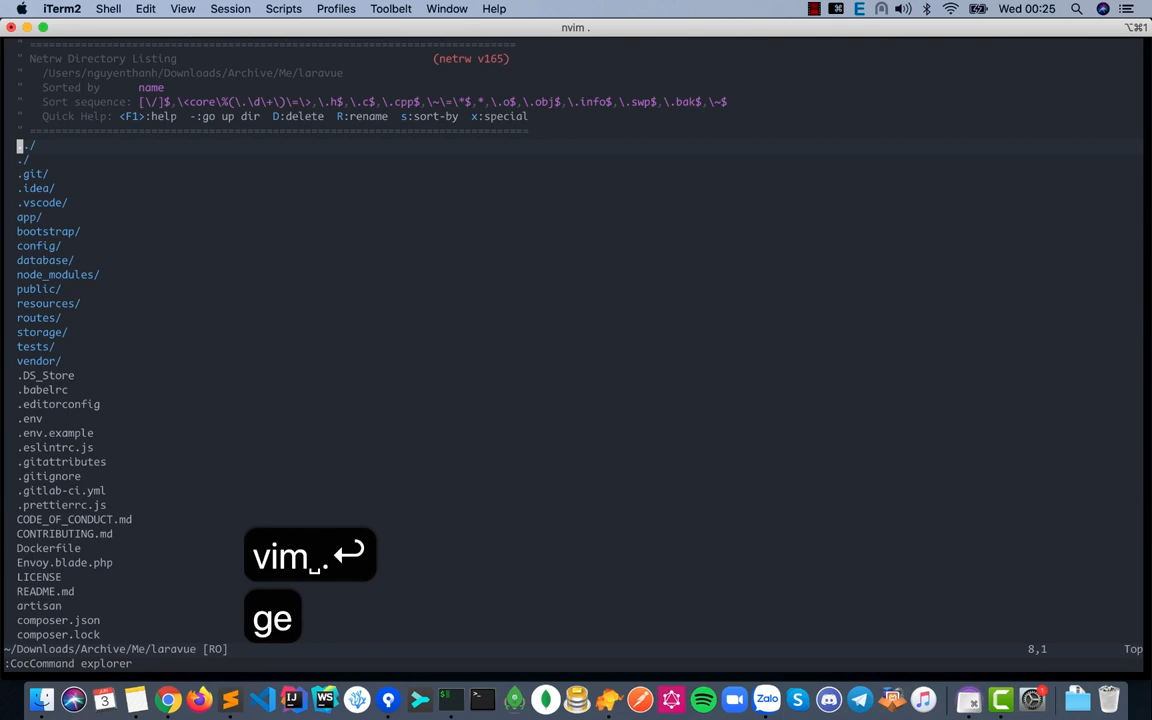 iTerm2 Shell Edit View Session Scripts Profiles Toolbelt Window Help Wed 00:25
nvim . ⌥⌘1
" ============================================================================
" Netrw Directory Listing (netrw v165)
" /Users/nguyenthanh/Downloads/Archive/Me/laravue
" Sorted by name
" Sort sequence: [\/]$,\<core\%(\.\d\+\)\=\>,\.h$,\.c$,\.cpp$,\~\=\*$,*,\.o$,\.obj$,\.info$,\.swp$,\.bak$,\~$
" Quick Help: <F1>:help -:go up dir D:delete R:rename s:sort-by x:special
" ==============================================================================
../
./
.git/
.idea/
.vscode/
app/
bootstrap/
config/
database/
node_modules/
public/
resources/
routes/
storage/
tests/
vendor/
.DS_Store
.babelrc
.editorconfig
.env
.env.example
.eslintrc.js
.gitattributes
.gitignore
.gitlab-ci.yml
.prettierrc.js
CODE_OF_CONDUCT.md
CONTRIBUTING.md
Dockerfile
Envoy.blade.php
LICENSE
README.md
artisan
composer.json
composer.lock
vim␣.↩
ge
~/Downloads/Archive/Me/laravue [RO] 8,1 Top
:CocCommand explorer
3
WS
Zalo
1